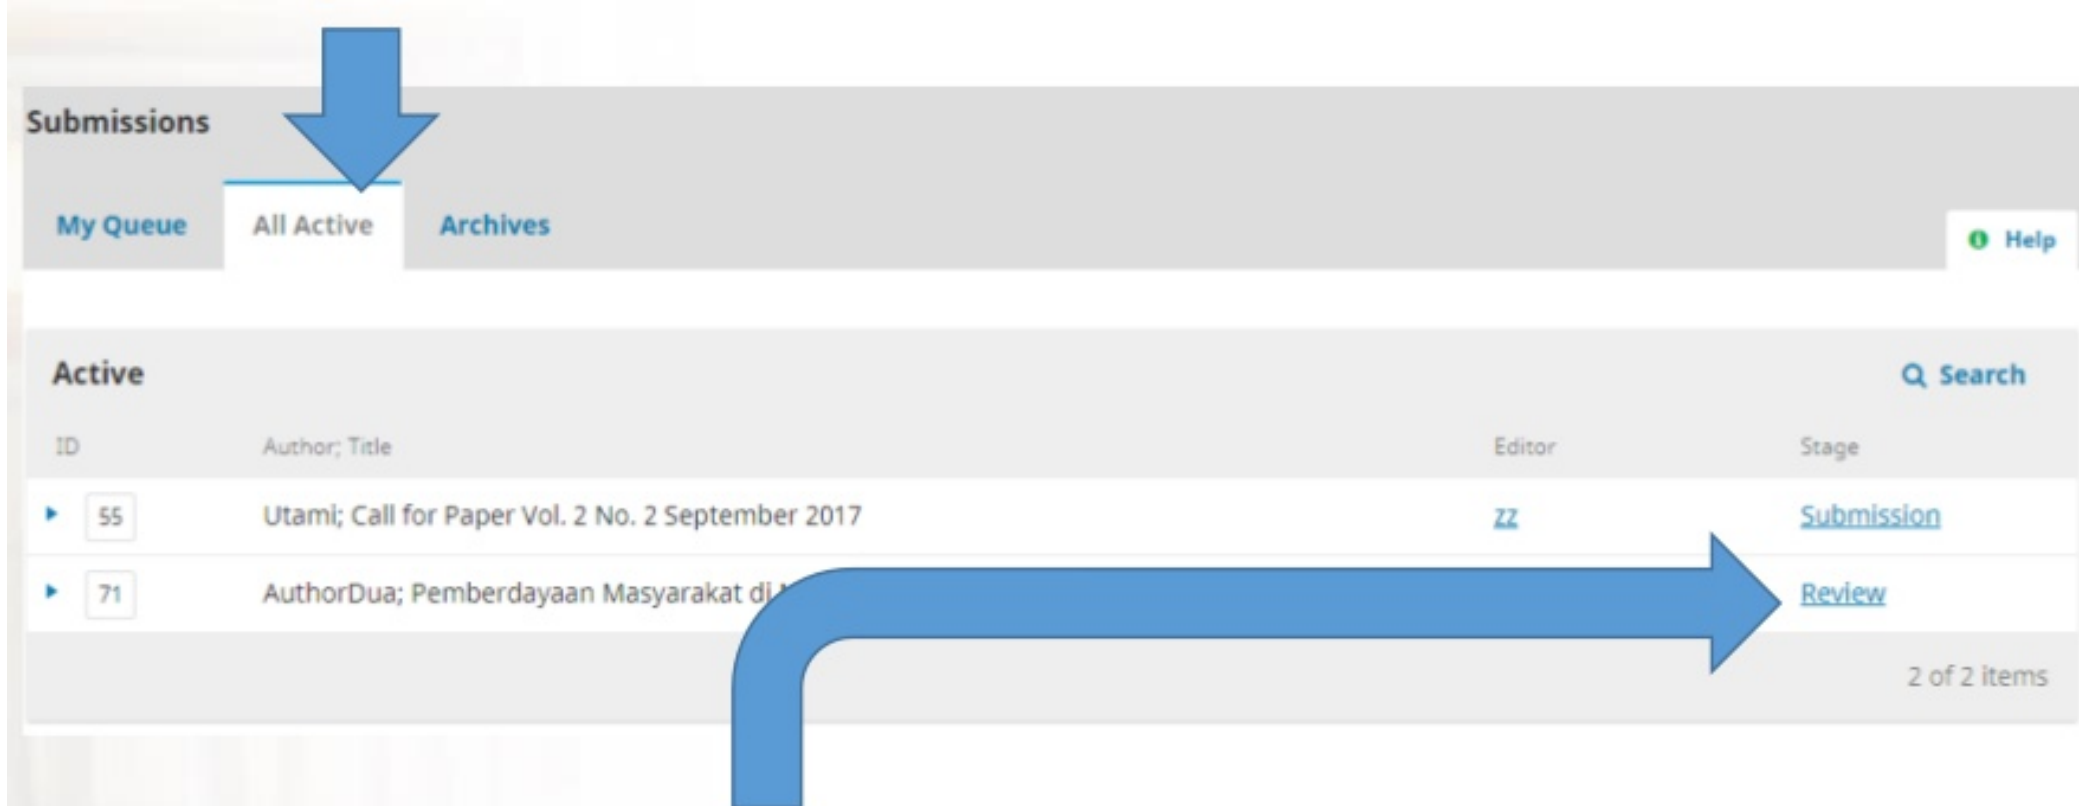 Submissions
My Queue All Active Archives
Help
Active
Search
ID Author; Title Editor Stage
55 Utami; Call for Paper Vol. 2 No. 2 September 2017 zz Submission
71 AuthorDua; Pemberdayaan Masyarakat di Review
2 of 2 items